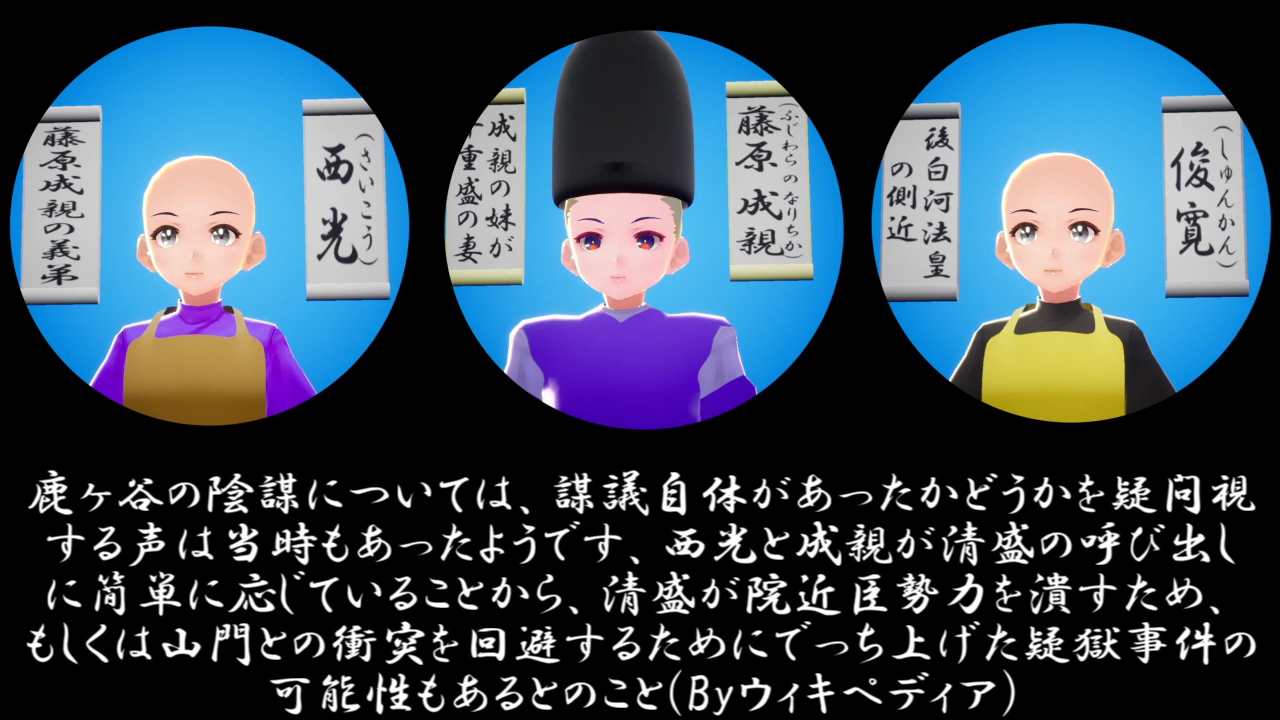 (さいこう)
西光
藤原成親の義弟
(ふじわらのなりちか)
藤原成親
成親の妹が
重盛の妻
(しゅんかん)
俊寛
後白河法皇
の側近
鹿ヶ谷の陰謀については、謀議自体があったかどうかを疑問視
する声は当時もあったようです、西光と成親が清盛の呼び出し
に簡単に応じていることから、清盛が院近臣勢力を潰すため、
もしくは山門との衝突を回避するためにでっち上げた疑獄事件の
可能性もあるとのこと(Byウィキペディア)